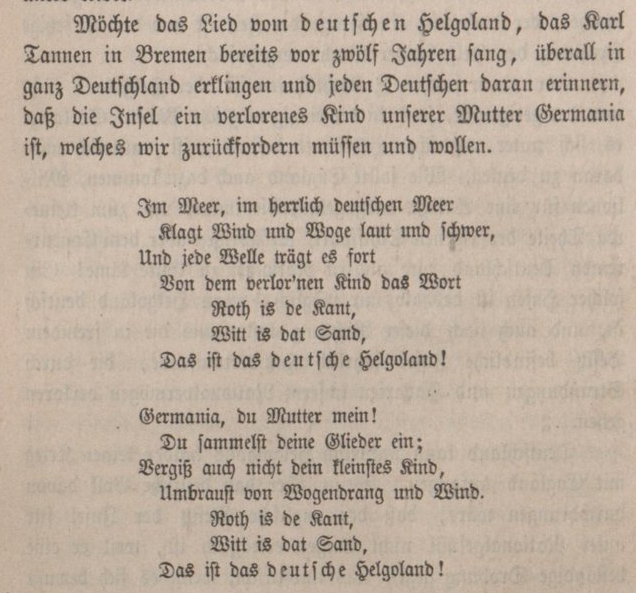 Möchte das Lied vom deutschen Helgoland, das Karl
Tannen in Bremen bereits vor zwölf Jahren sang, überall in
ganz Deutschland erklingen und jeden Deutschen daran erinnern,
daß die Insel ein verlorenes Kind unserer Mutter Germania
ist, welches wir zurückfordern müssen und wollen.
Im Meer, im herrlich deutschen Meer
Klagt Wind und Woge laut und schwer,
Und jede Welle trägt es fort
Von dem verlor'nen Kind das Wort
Roth is de Kant,
Witt is dat Sand,
Das ist das deutsche Helgoland!
Germania, du Mutter mein!
Du sammelst deine Glieder ein;
Vergiß auch nicht dein kleinstes Kind,
Umbraust von Wogendrang und Wind.
Roth is de Kant,
Witt is dat Sand,
Das ist das deutsche Helgoland!